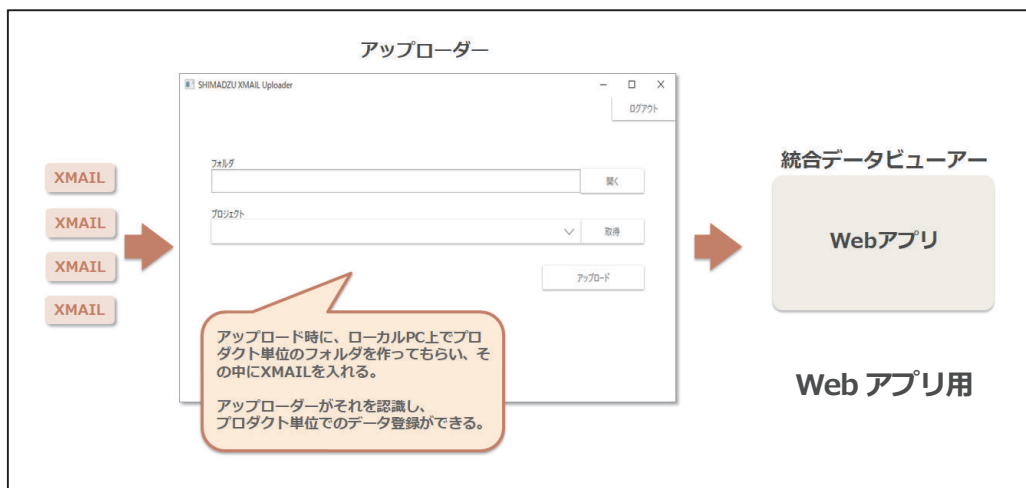 アップローダー
SHIMADZU XMAIL Uploader
ログアウト
フォルダ
開く
プロジェクト
取得
アップロード
XMAIL
XMAIL
XMAIL
XMAIL
アップロード時に、ローカルPC上でプロ
ダクト単位のフォルダを作ってもらい、そ
の中にXMAILを入れる。
アップローダーがそれを認識し、
プロダクト単位でのデータ登録ができる。
統合データビューアー
Webアプリ
Web アプリ用